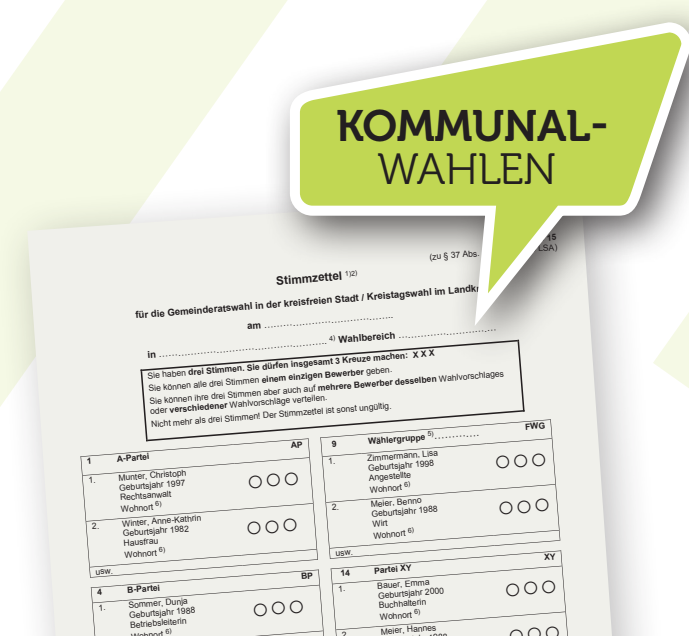 KOMMUNAL-
WAHLEN
15
(zu § 37 Abs. LSA)
Stimmzettel 1)2)
für die Gemeinderatswahl in der kreisfreien Stadt / Kreistagswahl im
am ............................................
in .......................................................... 4) Wahlbereich ..................................
Sie haben drei Stimmen. Sie dürfen insgesamt 3 Kreuze machen: X X X
Sie können alle drei Stimmen einem einzigen Bewerber geben.
Sie können ihre drei Stimmen aber auch auf mehrere Bewerber desselben Wahlvorschlages
oder verschiedener Wahlvorschläge verteilen.
Nicht mehr als drei Stimmen! Der Stimmzettel ist sonst ungültig.
1 A-Partei AP
1. Munter, Christoph
Geburtsjahr 1997
Rechtsanwalt
Wohnort 6)
2. Winter, Anne-Kathrin
Geburtsjahr 1982
Hausfrau
Wohnort 6)
usw.
4 B-Partei BP
1. Sommer, Dunja
Geburtsjahr 1988
Betriebsleiterin
Wohnort 6)
9 Wählergruppe 5)............. FWG
1. Zimmermann, Lisa
Geburtsjahr 1998
Angestellte
Wohnort 6)
2. Meier, Benno
Geburtsjahr 1988
Wirt
Wohnort 6)
usw.
14 Partei XY XY
1. Bauer, Emma
Geburtsjahr 2000
Buchhalterin
Wohnort 6)
2. Meier, Hannes